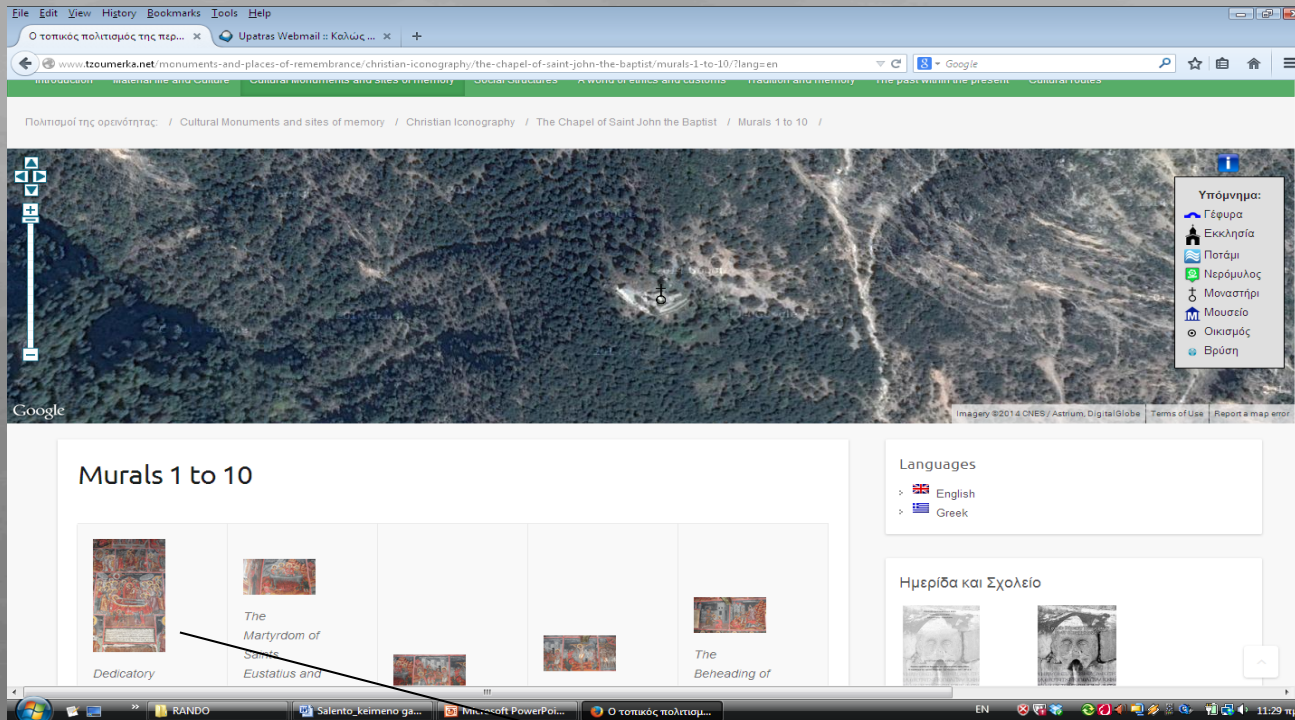 File Edit View History Bookmarks Tools Help
Ο τοπικός πολιτισμός της περ... ×
Upatras Webmail :: Καλώς ... ×
+
www.tzoumerka.net/monuments-and-places-of-remembrance/christian-iconography/the-chapel-of-saint-john-the-baptist/murals-1-to-10/?lang=en
Google
Introduction Material life and Culture Cultural Monuments and sites of memory Social Structures A world of ethics and customs Tradition and memory The past within the present Cultural routes
Πολιτισμοί της ορεινότητας: / Cultural Monuments and sites of memory / Christian Iconography / The Chapel of Saint John the Baptist / Murals 1 to 10 /
i
Υπόμνημα:
Γέφυρα
Εκκλησία
Ποτάμι
Νερόμυλος
Μοναστήρι
Μουσείο
Οικισμός
Βρύση
Google
Imagery ©2014 CNES / Astrium, DigitalGlobe Terms of Use Report a map error
Murals 1 to 10
Dedicatory
The
Martyrdom of
Saints
Eustatius and
The
Beheading of
Languages
English
Greek
Ημερίδα και Σχολείο
RANDO
Salento_keimeno ga...
Microsoft PowerPoi...
Ο τοπικός πολιτισμ...
EN
11:29 πμ